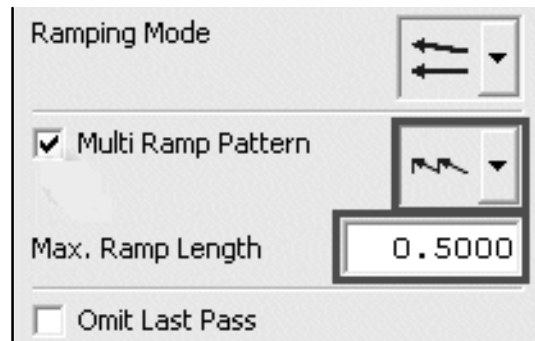 Ramping Mode
Multi Ramp Pattern
Max. Ramp Length 0.5000
Omit Last Pass